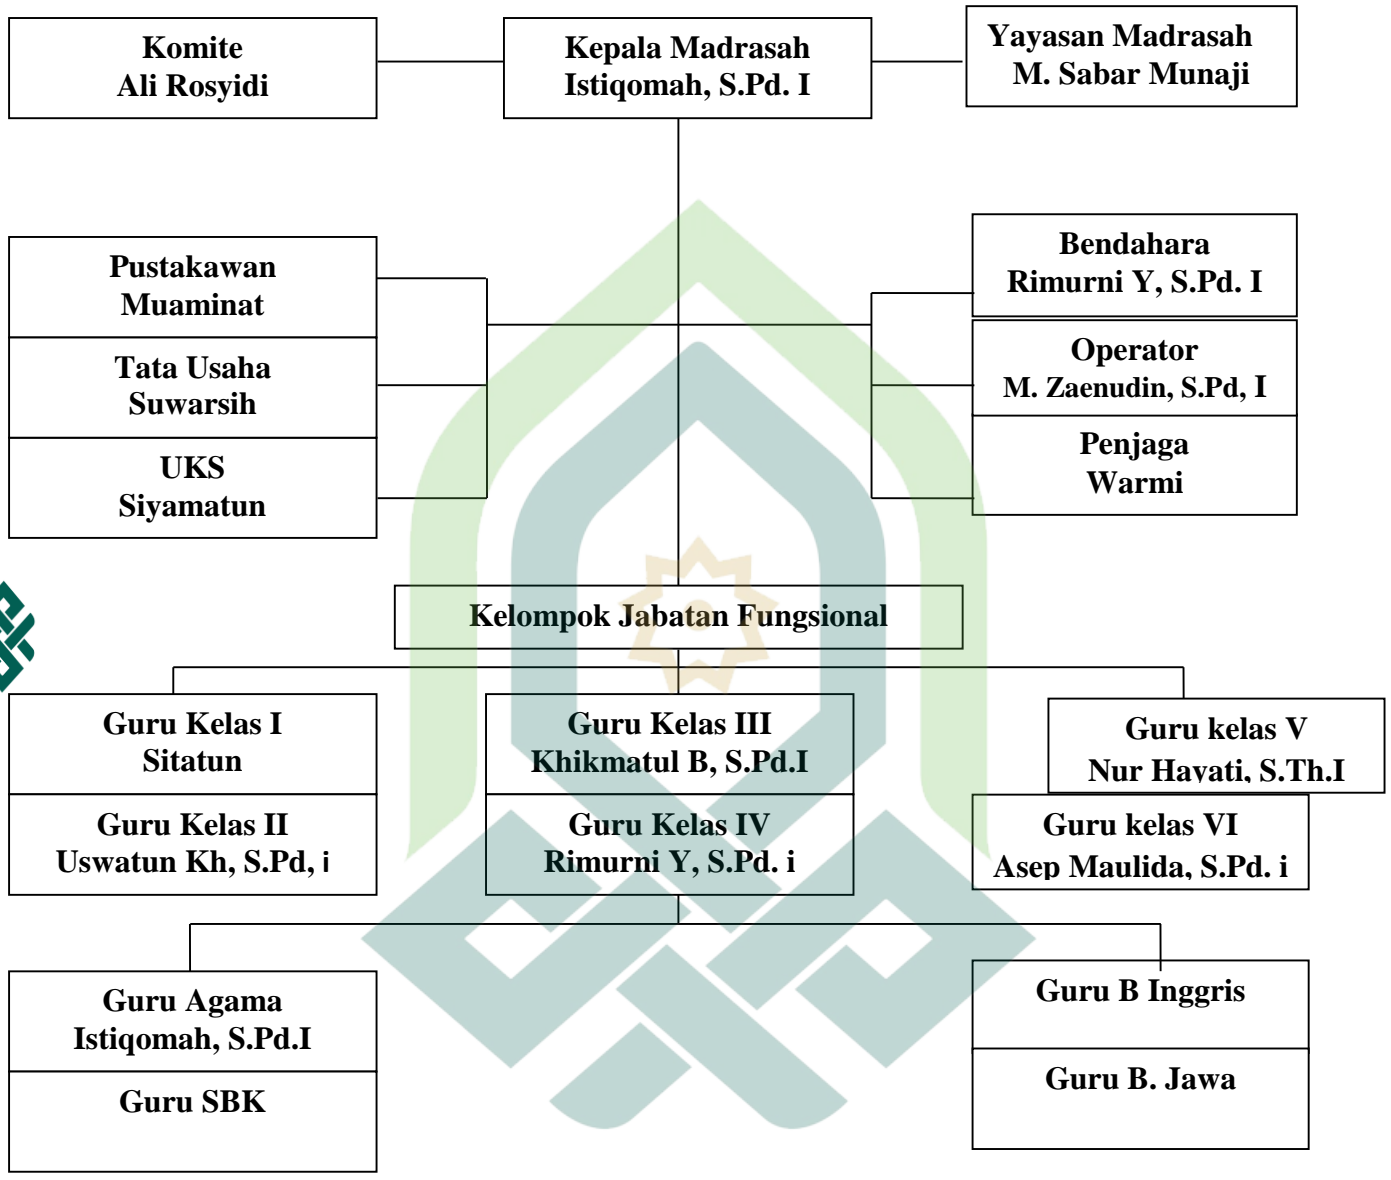 Komite
Ali Rosyidi
Kepala Madrasah
Istiqomah, S.Pd. I
Yayasan Madrasah
M. Sabar Munaji
Pustakawan
Muaminat
Tata Usaha
Suwarsih
UKS
Siyamatun
Bendahara
Rimurni Y, S.Pd. I
Operator
M. Zaenudin, S.Pd, I
Penjaga
Warmi
Kelompok Jabatan Fungsional
Guru Kelas I
Sitatun
Guru Kelas II
Uswatun Kh, S.Pd, i
Guru Kelas III
Khikmatul B, S.Pd.I
Guru Kelas IV
Rimurni Y, S.Pd. i
Guru kelas V
Nur Hayati, S.Th.I
Guru kelas VI
Asep Maulida, S.Pd. i
Guru Agama
Istiqomah, S.Pd.I
Guru SBK
Guru B Inggris
Guru B. Jawa